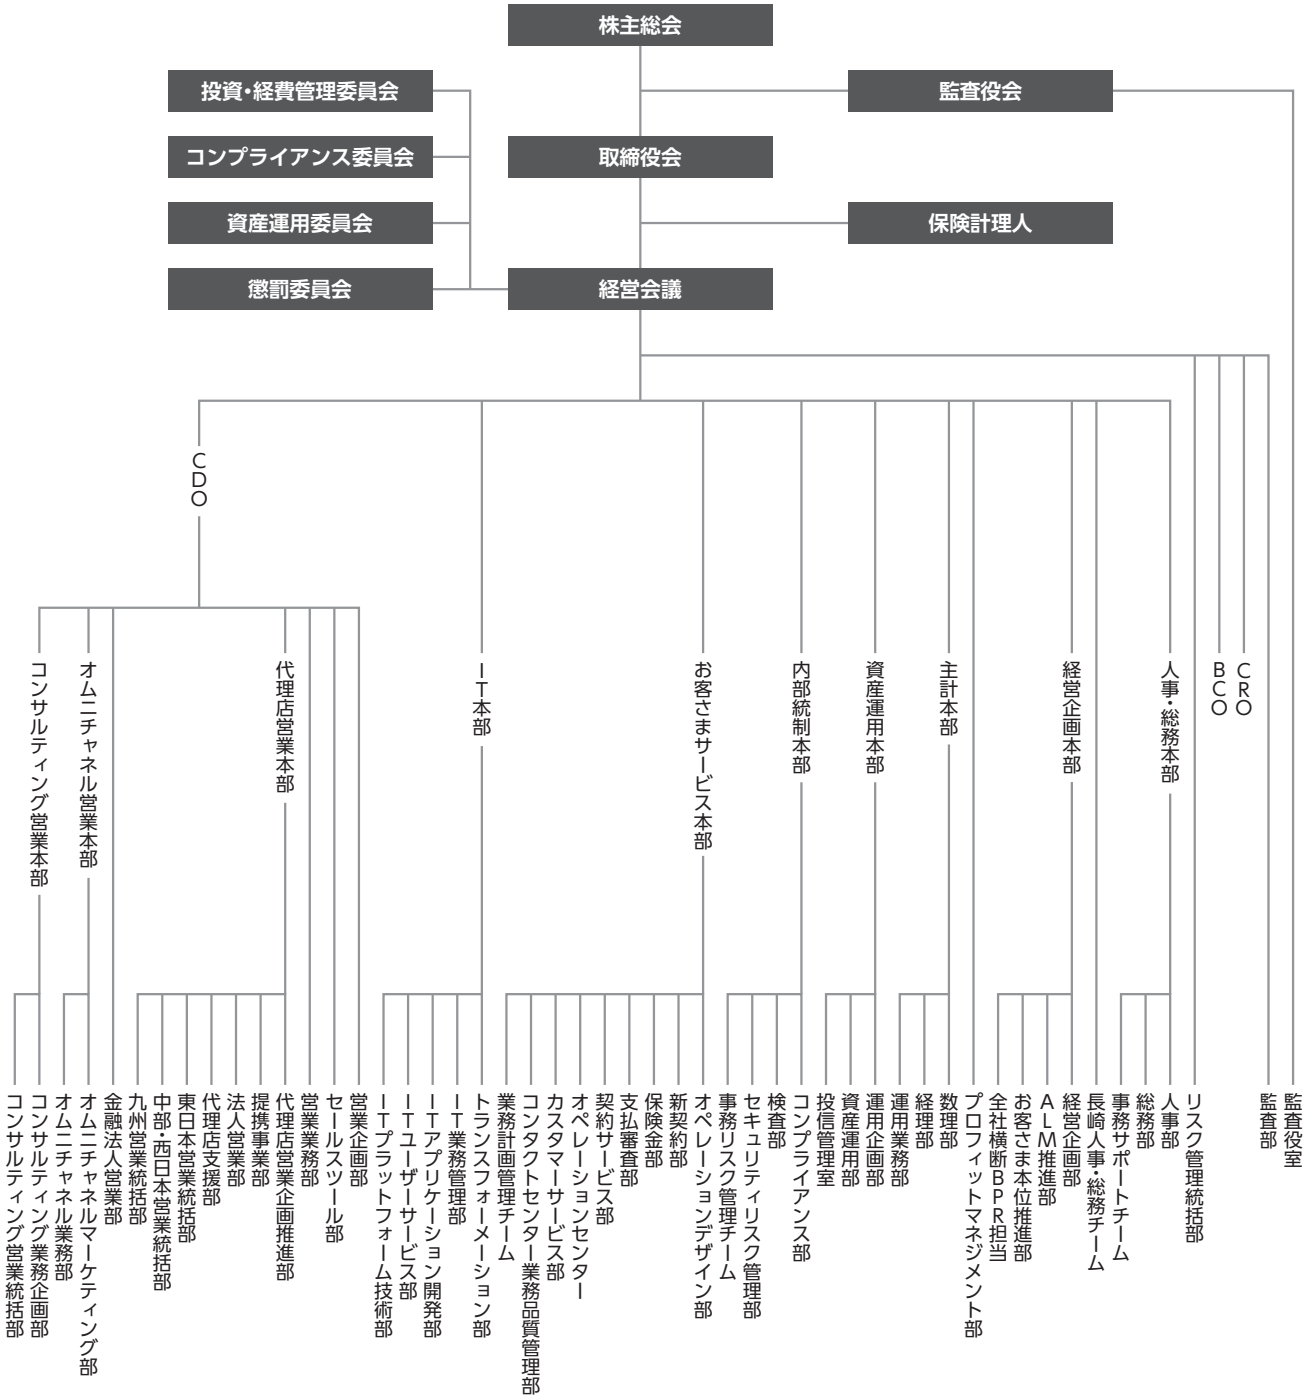 株主総会
投資・経費管理委員会
監査役会
コンプライアンス委員会
取締役会
資産運用委員会
保険計理人
懲罰委員会
経営会議
CDO
コンサルティング営業本部
オムニチャネル営業本部
代理店営業本部
IT本部
お客さまサービス本部
内部統制本部
資産運用本部
主計本部
経営企画本部
人事・総務本部
BCO
CRO
コンサルティング営業統括部
コンサルティング業務企画部
オムニチャネル業務部
オムニチャネルマーケティング部
金融法人営業部
九州営業統括部
中部・西日本営業統括部
東日本営業統括部
代理店支援部
法人営業部
提携事業部
代理店営業企画推進部
営業業務部
セールスツール部
営業企画部
ITプラットフォーム技術部
ITユーザーサービス部
ITアプリケーション開発部
IT業務管理部
トランスフォーメーション部
業務計画管理チーム
コンタクトセンター業務品質管理部
カスタマーサービス部
オペレーションセンター
契約サービス部
支払審査部
保険金部
新契約部
オペレーションデザイン部
事務リスク管理チーム
セキュリティリスク管理部
検査部
コンプライアンス部
投信管理室
資産運用部
運用企画部
運用業務部
経理部
数理部
プロフィットマネジメント部
全社横断BPR担当
お客さま本位推進部
ALM推進部
経営企画部
長崎人事・総務チーム
事務サポートチーム
総務部
人事部
リスク管理統括部
監査部
監査役室